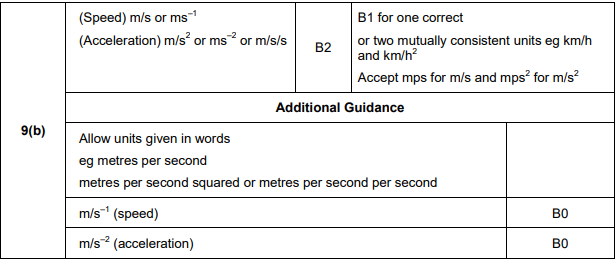 9(b)
(Speed) m/s or ms⁻¹
(Acceleration) m/s² or ms⁻² or m/s/s
B2
B1 for one correct
or two mutually consistent units eg km/h
and km/h²
Accept mps for m/s and mps² for m/s²
Additional Guidance
Allow units given in words
eg metres per second
metres per second squared or metres per second per second
m/s⁻¹ (speed)
B0
m/s⁻² (acceleration)
B0